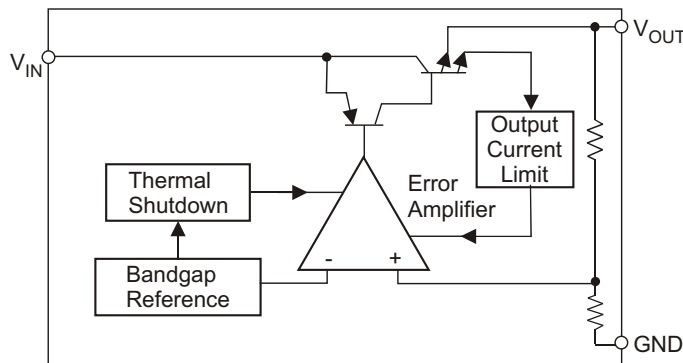 V_OUT
V_IN
Output
Current
Limit
Thermal
Shutdown
Error
Amplifier
- +
Bandgap
Reference
GND